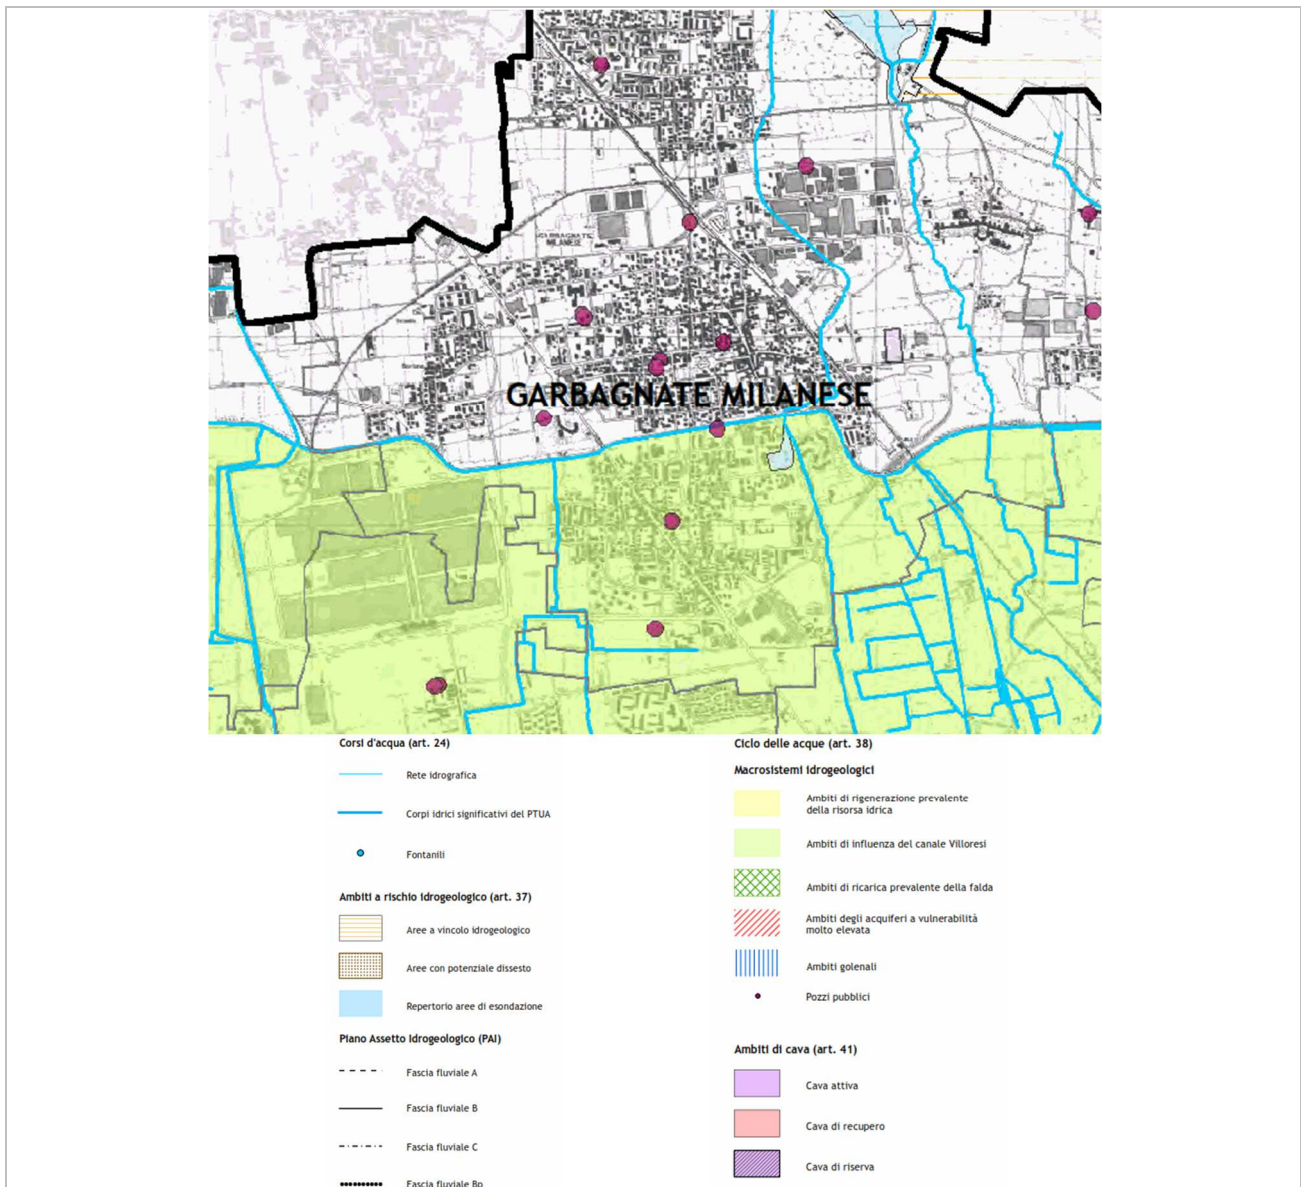 GARBAGNATE
MILANESE
GARBAGNATE MILANESE
Corsi d'acqua (art. 24)
Rete idrografica
Corpi idrici significativi del PTUA
Fontanili
Ambiti a rischio idrogeologico (art. 37)
Aree a vincolo idrogeologico
Aree con potenziale dissesto
Repertorio aree di esondazione
Piano Assetto Idrogeologico (PAI)
Fascia fluviale A
Fascia fluviale B
Fascia fluviale C
Fascia fluviale Bp
Ciclo delle acque (art. 38)
Macrosistemi idrogeologici
Ambiti di rigenerazione prevalente
della risorsa idrica
Ambiti di influenza del canale Villoresi
Ambiti di ricarica prevalente della falda
Ambiti degli acquiferi a vulnerabilità
molto elevata
Ambiti golenali
Pozzi pubblici
Ambiti di cava (art. 41)
Cava attiva
Cava di recupero
Cava di riserva